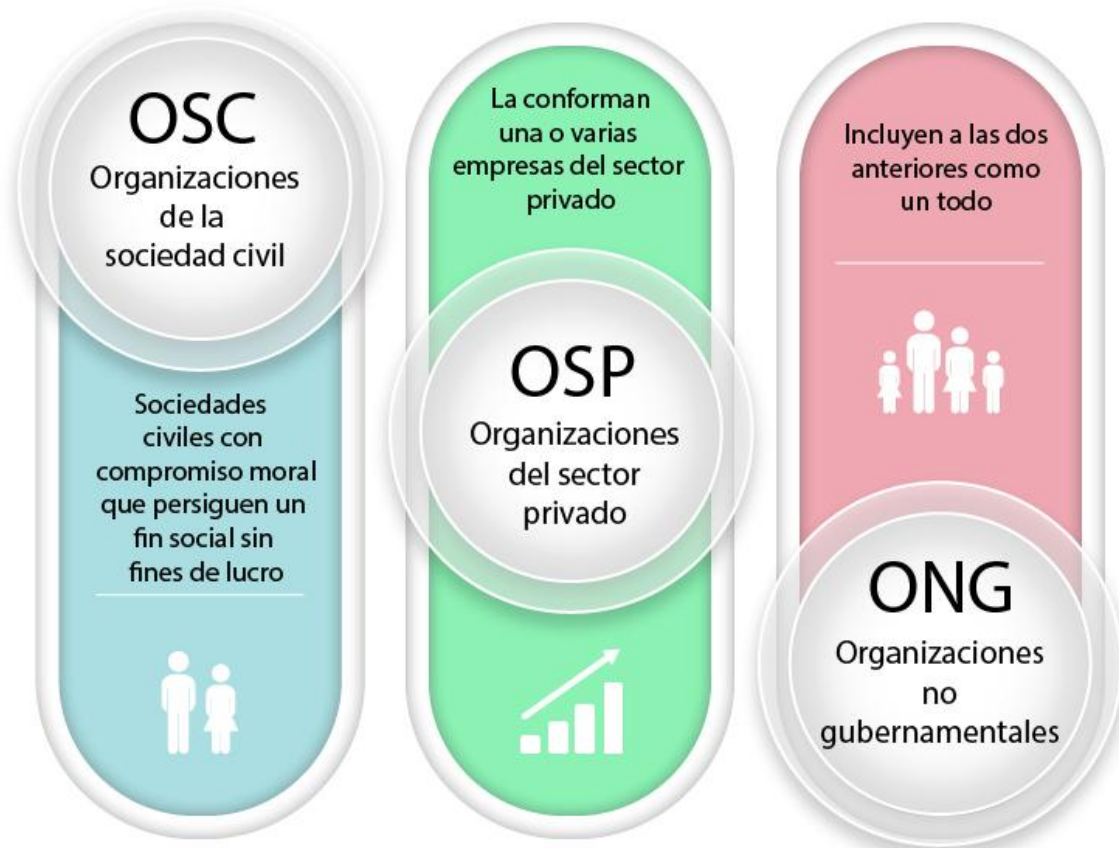 OSC
Organizaciones
de la
sociedad civil
Sociedades
civiles con
compromiso moral
que persiguen un
fin social sin
fines de lucro
La conforman
una o varias
empresas del sector
privado
OSP
Organizaciones
del sector
privado
Incluyen a las dos
anteriores como
un todo
ONG
Organizaciones
no
gubernamentales